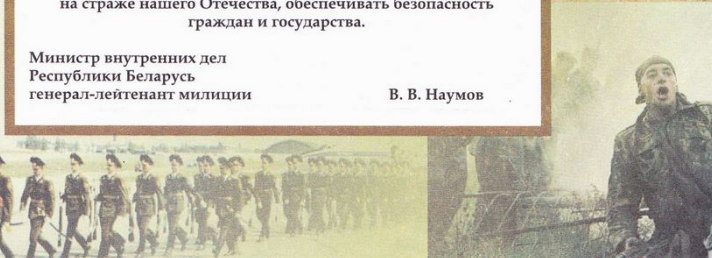 на страже нашего Отечества, обеспечивать безопасность
граждан и государства.
Министр внутренних дел
Республики Беларусь
генерал-лейтенант милиции
В. В. Наумов